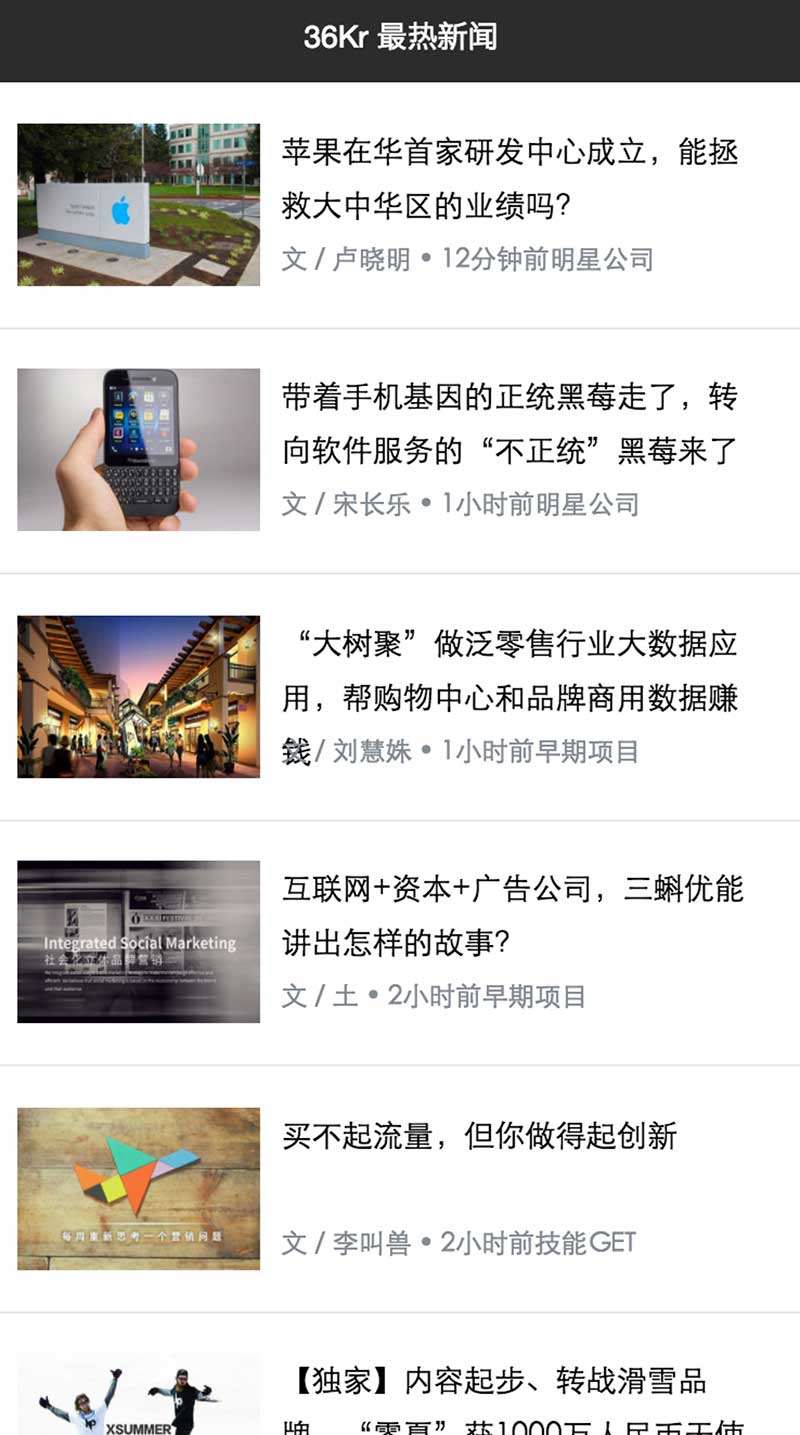 36Kr 最热新闻
苹果在华首家研发中心成立，能拯
救大中华区的业绩吗？
文 / 卢晓明 • 12分钟前明星公司
带着手机基因的正统黑莓走了，转
向软件服务的“不正统”黑莓来了
文 / 宋长乐 • 1小时前明星公司
“大树聚”做泛零售行业大数据应
用，帮购物中心和品牌商用数据赚
钱
文 / 刘慧姝 • 1小时前早期项目
Integrated Social Marketing
社会化立体品牌营销
互联网+资本+广告公司，三蝌优能
讲出怎样的故事？
文 / 土 • 2小时前早期项目
买不起流量，但你做得起创新
每周重新思考一个营销问题
文 / 李叫兽 • 2小时前技能GET
【独家】内容起步、转战滑雪品
XSUMMER
牌，“零夏”获1000万人民币天使